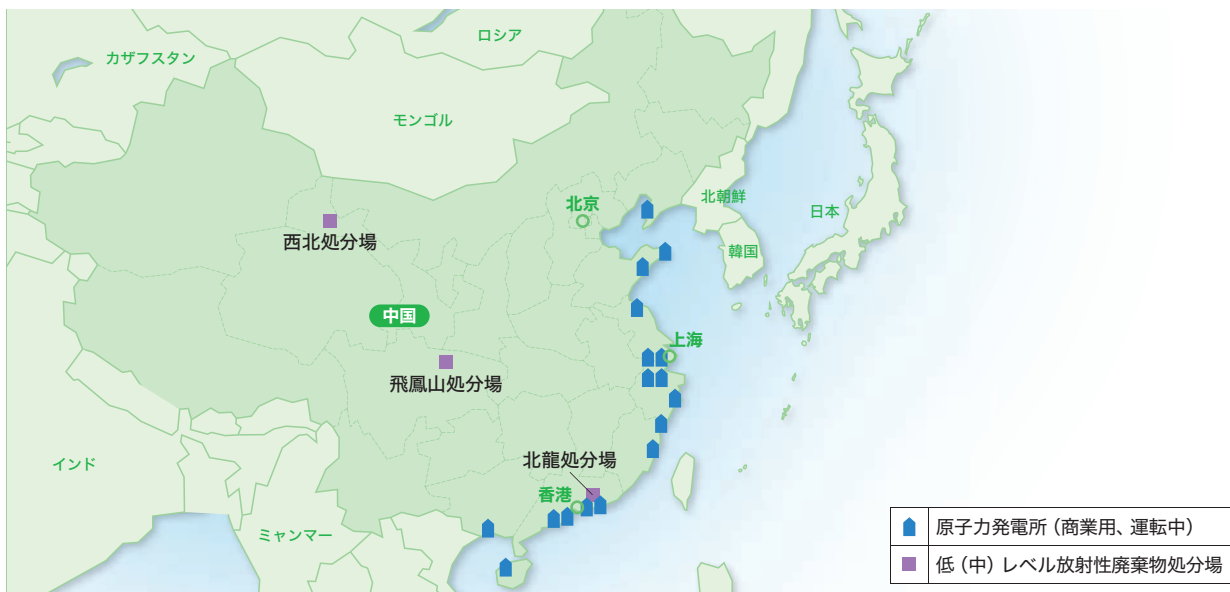 ロシア
カザフスタン
モンゴル
北京
北朝鮮
日本
西北処分場
韓国
中国
上海
飛鳳山処分場
北龍処分場
インド
香港
ミャンマー
原子力発電所（商業用、運転中）
低（中）レベル放射性廃棄物処分場